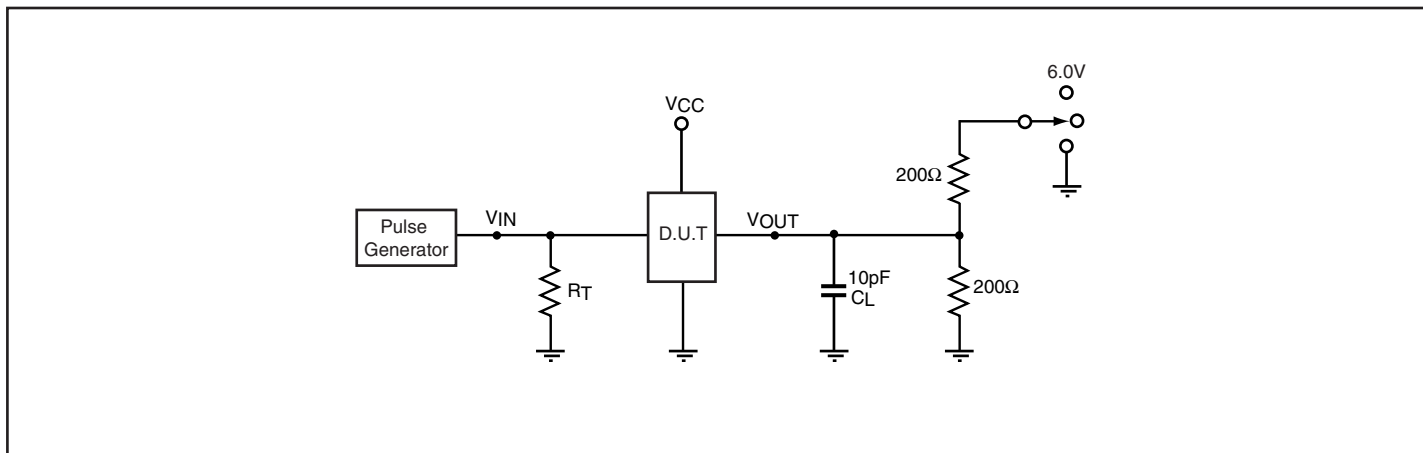 6.0V
VCC
200Ω
Pulse
Generator
VIN
D.U.T
VOUT
RT
10pF
CL
200Ω